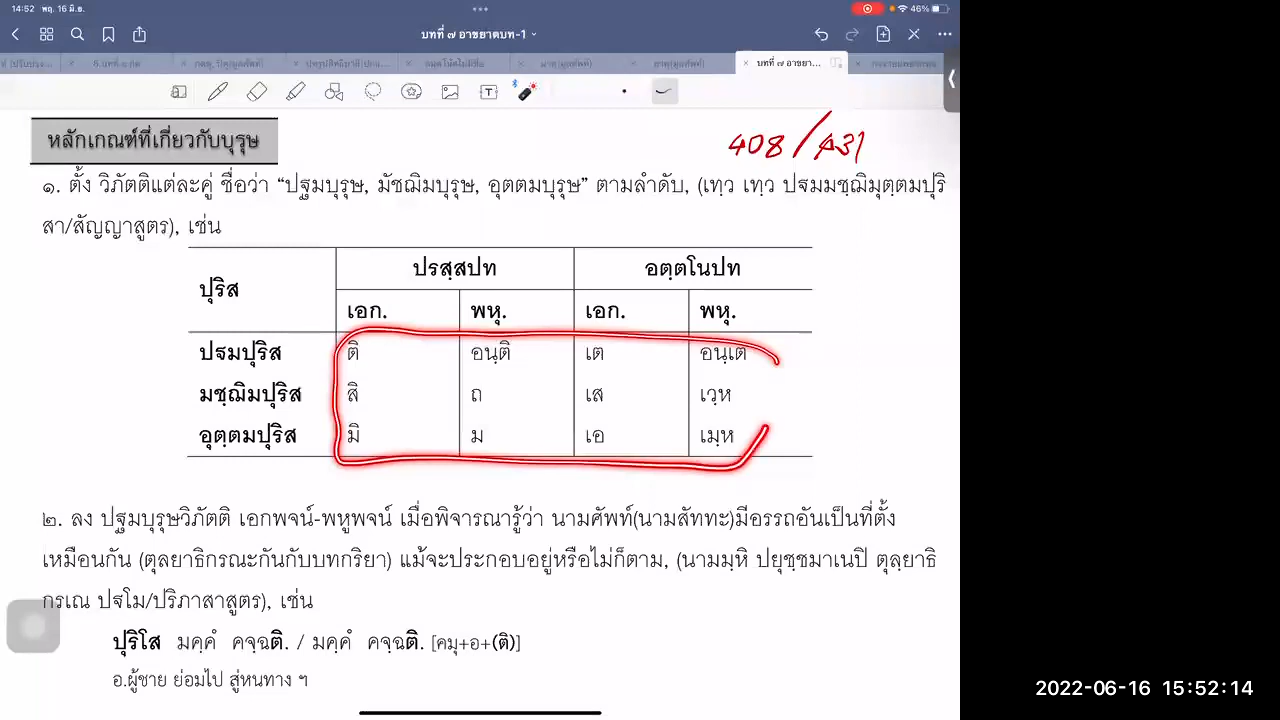 14:52 พฤ. 16 มิ.ย.
46%
บทที่ ๗ อาขยาตบท-1
บทที่ ๗ อาขย...
หลักเกณฑ์ที่เกี่ยวกับบุรุษ
408/431
๑. ตั้ง วิภัตติแต่ละคู่ ชื่อว่า “ปฐมบุรุษ, มัชฌิมบุรุษ, อุตตมบุรุษ” ตามลำดับ, (เทฺว เทฺว ปฐมมชฺฌิมุตฺตมปุริ
สา/สัญญาสูตร), เช่น
ปุริส ปรสฺสปท อตฺตโนปท
เอก. พหุ. เอก. พหุ.
ปฐมปุริส ติ อนฺติ เต อนฺเต
มชฺฌิมปุริส สิ ถ เส เวฺห
อุตฺตมปุริส มิ ม เอ เมฺห
๒. ลง ปฐมบุรุษวิภัตติ เอกพจน์-พหูพจน์ เมื่อพิจารณารู้ว่า นามศัพท์(นามสัททะ)มีอรรถอันเป็นที่ตั้ง
เหมือนกัน (ตุลยาธิกรณะกันกับบทกริยา) แม้จะประกอบอยู่หรือไม่ก็ตาม, (นามมฺหิ ปยุชฺชมาเนปิ ตุลฺยาธิ
กรเณ ปฐโม/ปริภาสาสูตร), เช่น
ปุริโส มคฺคํ คจฺฉติ. / มคฺคํ คจฺฉติ. [คมุ+อ+(ติ)]
อ.ผู้ชาย ย่อมไป สู่หนทาง ฯ
2022-06-16 15:52:14